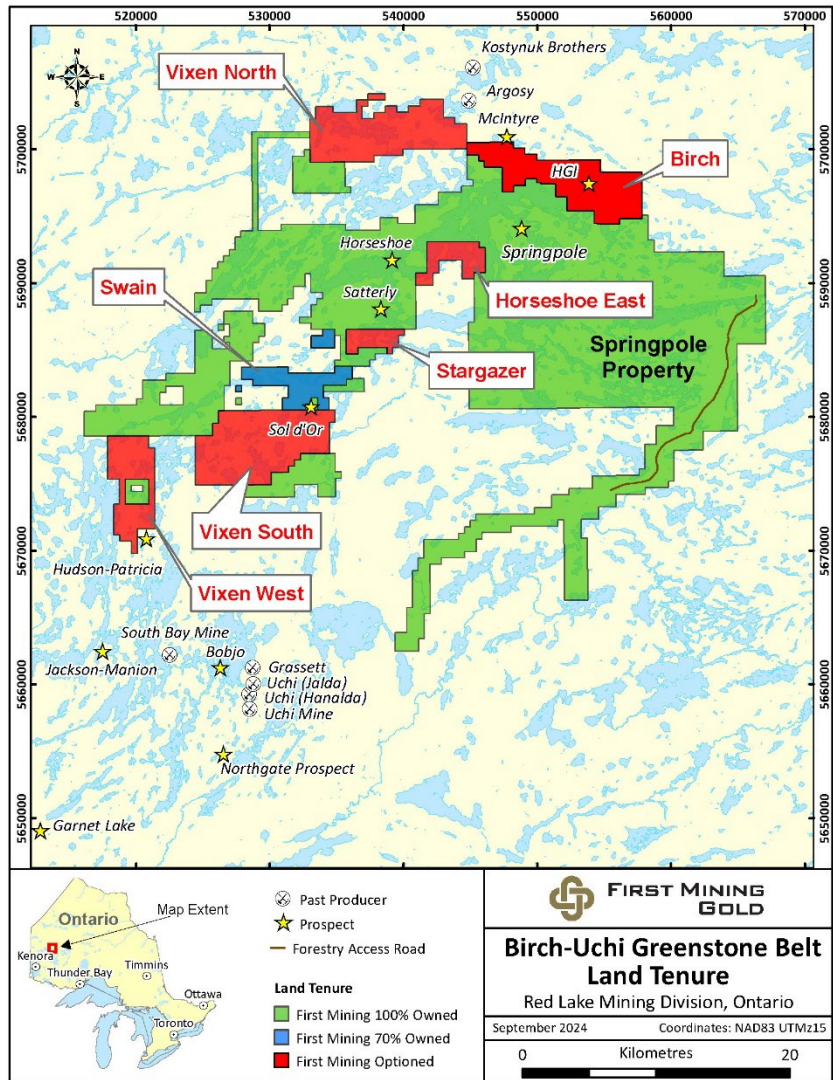 520000
530000
540000
550000
560000
570000
5700000
5690000
5680000
5670000
5660000
5650000
5700000
5690000
5680000
5670000
5660000
5650000
N
W
E
S
Kostynuk Brothers
Vixen North
Argosy
McIntyre
Birch
HGI
Horseshoe
Springpole
Swain
Satterly
Horseshoe East
Stargazer
Springpole
Property
Sol d'Or
Vixen South
Hudson-Patricia
Vixen West
South Bay Mine
Bobjo
Jackson-Manion
Grassett
Uchi (Jalda)
Uchi (Hanalda)
Uchi Mine
Northgate Prospect
Garnet Lake
Ontario
Map Extent
Kenora
Thunder Bay
Timmins
Ottawa
Toronto
Past Producer
Prospect
Forestry Access Road
Land Tenure
First Mining 100% Owned
First Mining 70% Owned
First Mining Optioned
FIRST MINING
GOLD
Birch-Uchi Greenstone Belt
Land Tenure
Red Lake Mining Division, Ontario
September 2024
Coordinates: NAD83 UTMz15
Kilometres
0
20